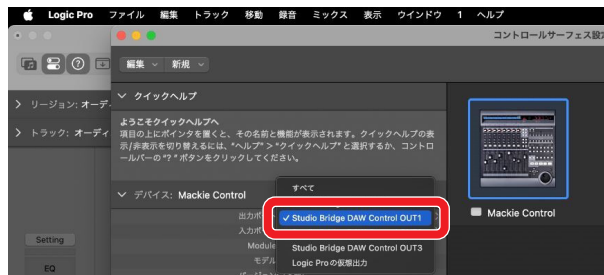 Logic Pro ファイル 編集 トラック 移動 録音 ミックス 表示 ウインドウ 1 ヘルプ
コントロールサーフェス設定
編集 新規
リージョン: オーデ
トラック: オーディ
クイックヘルプ
ようこそクイックヘルプへ
項目の上にポインタを置くと、その名前と機能が表示されます。クイックヘルプの表
示/非表示を切り替えるには、"ヘルプ">"クイックヘルプ"と選択するか、コントロ
ールバーの"?"ボタンをクリックしてください。
デバイス: Mackie Control
すべて
出力ポ
✓ Studio Bridge DAW Control OUT1
入力ポ
Module
Studio Bridge DAW Control OUT3
モデル
Logic Proの仮想出力
Mackie Control
Setting
EQ